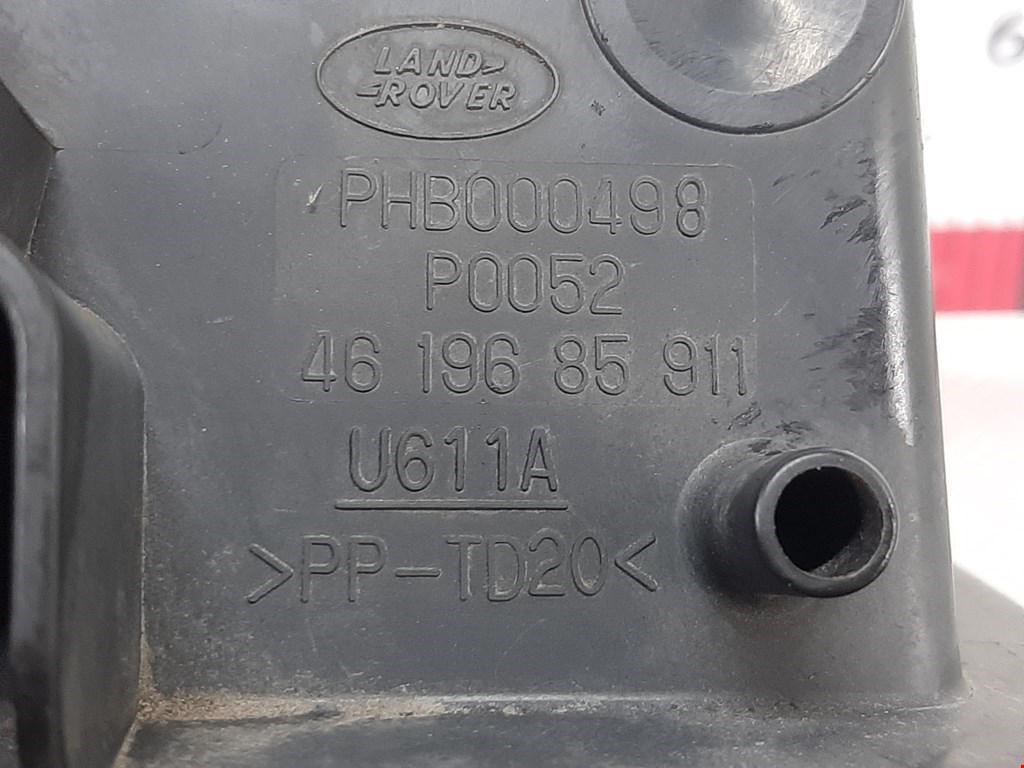 LAND
ROVER
PHB000498
P0052
46 196 85 911
U611A
>PP-TD20<